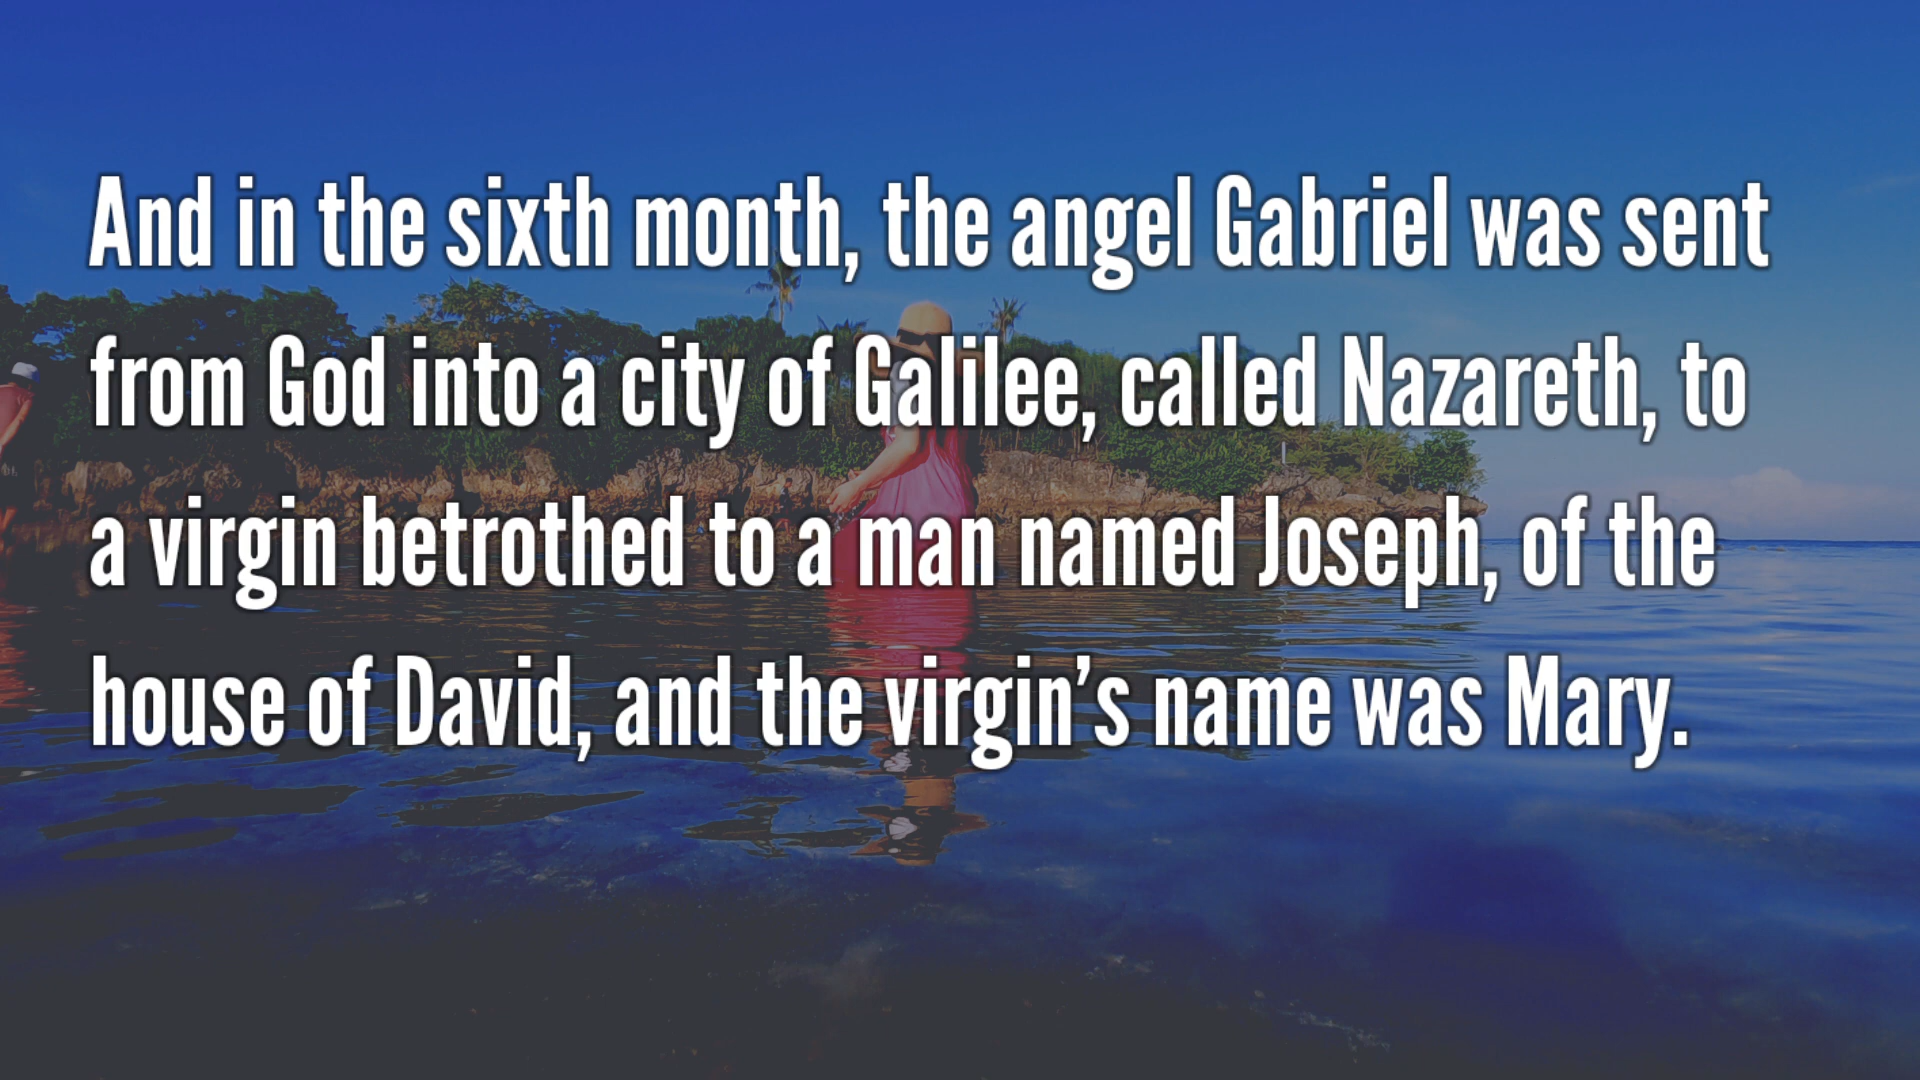 And in the sixth month, the angel Gabriel was sent
from God into a city of Galilee, called Nazareth, to
a virgin betrothed to a man named Joseph, of the
house of David, and the virgin’s name was Mary.